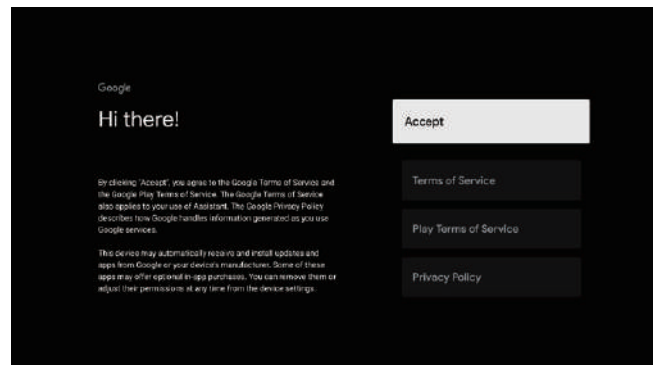 Google
Hi there!
By clicking "Accept", you agree to the Google Terms of Service and
the Google Play Terms of Service. The Google Terms of Service
also applies to your use of Assistant. The Google Privacy Policy
describes how Google handles information generated as you use
Google services.
This device may automatically receive and install updates and
apps from Google or your device's manufacturer. Some of these
apps may offer optional in-app purchases. You can remove them or
adjust their permissions at any time from the device settings.
Accept
Terms of Service
Play Terms of Service
Privacy Policy